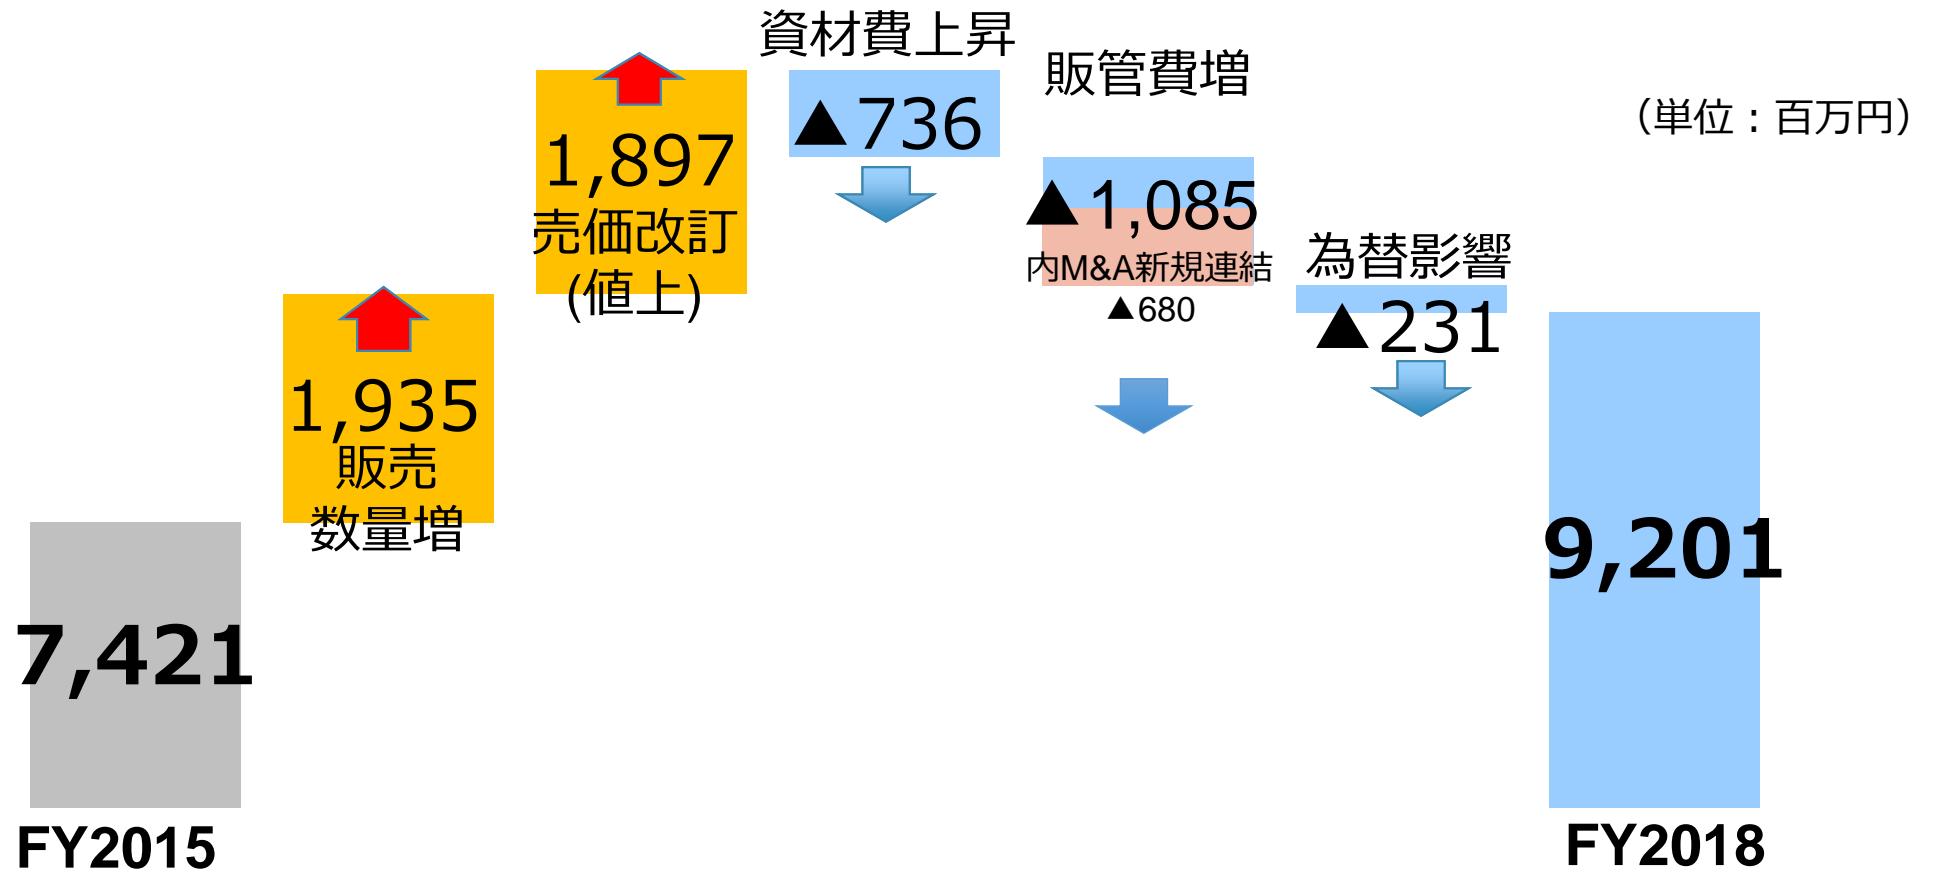 （単位：百万円）
7,421
FY2015
1,935
販売
数量増
1,897
売価改訂
(値上)
資材費上昇
▲736
販管費増
▲1,085
内M&A新規連結
▲680
為替影響
▲231
9,201
FY2018